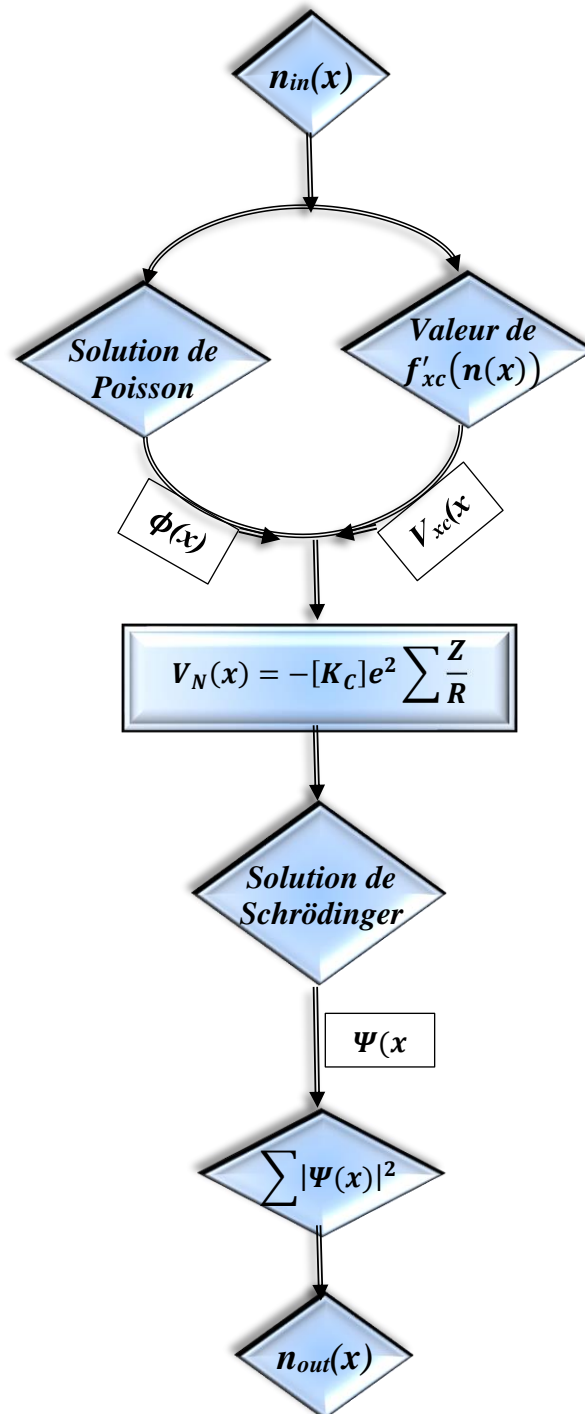 n_in(x)
Solution de
Poisson
Valeur de
f′_xc(n(x))
ϕ(x)
V_xc(x
V_N(x) = −[K_C]e² ∑ Z/R
Solution de
Schrödinger
Ψ(x
∑|Ψ(x)|²
n_out(x)